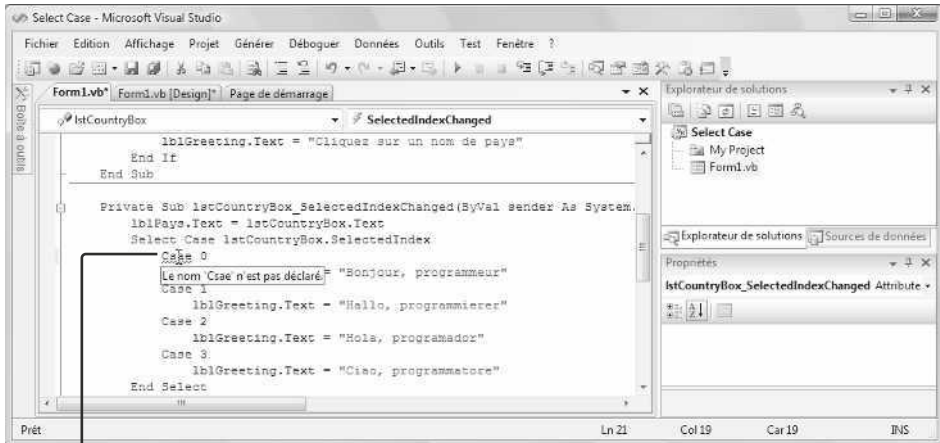 Select Case - Microsoft Visual Studio
Fichier Edition Affichage Projet Générer Déboguer Données Outils Test Fenêtre ?
Form1.vb* Form1.vb [Design]* Page de démarrage
Explorateur de solutions
lstCountryBox SelectedIndexChanged
Boîte à outils
Select Case
My Project
Form1.vb
lblGreeting.Text = "Cliquez sur un nom de pays"
End If
End Sub
Private Sub lstCountryBox_SelectedIndexChanged(ByVal sender As System.
lblPays.Text = lstCountryBox.Text
Select Case lstCountryBox.SelectedIndex
Csae 0
Le nom 'Csae' n'est pas déclaré. = "Bonjour, programmeur"
Case 1
lblGreeting.Text = "Hallo, programmierer"
Case 2
lblGreeting.Text = "Hola, programador"
Case 3
lblGreeting.Text = "Ciao, programmatore"
End Select
Explorateur de solutions Sources de données
Propriétés
lstCountryBox_SelectedIndexChanged Attribute
Prêt Ln 21 Col 19 Car 19 INS